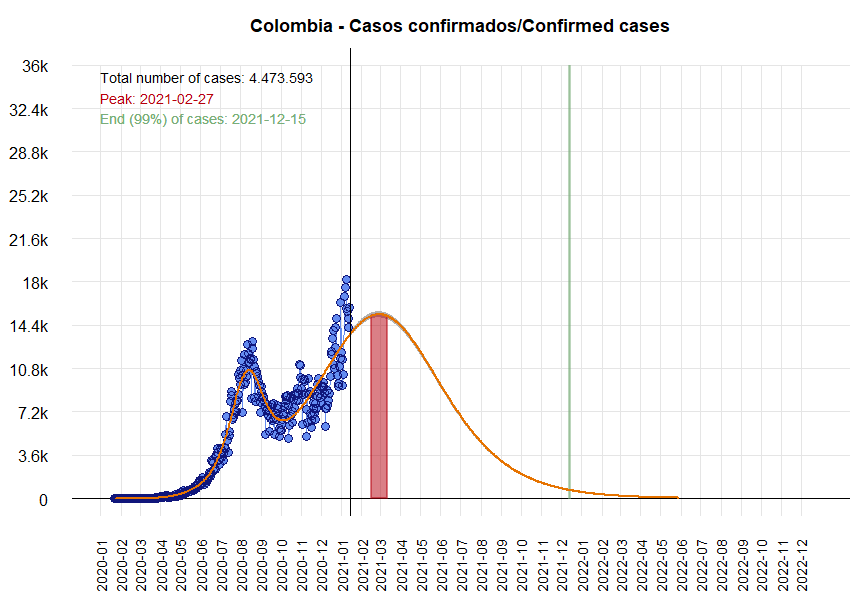 Colombia - Casos confirmados/Confirmed cases
36k
Total number of cases: 4.473.593
Peak: 2021-02-27
32.4k
End (99%) of cases: 2021-12-15
28.8k
25.2k
21.6k
18k
14.4k
10.8k
7.2k
3.6k
0
2020-01
2020-02
2020-03
2020-04
2020-05
2020-06
2020-07
2020-08
2020-09
2020-10
2020-11
2020-12
2021-01
2021-02
2021-03
2021-04
2021-05
2021-06
2021-07
2021-08
2021-09
2021-10
2021-11
2021-12
2022-01
2022-02
2022-03
2022-04
2022-05
2022-06
2022-07
2022-08
2022-09
2022-10
2022-11
2022-12